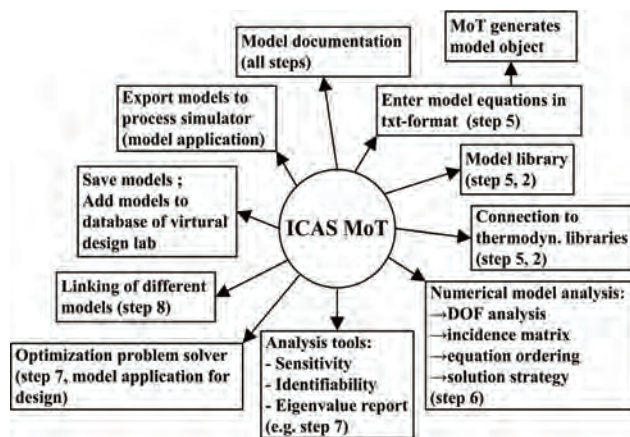 MoT generates
model object
Model documentation
(all steps)
Export models to
process simulator
(model application)
Enter model equations in
txt-format (step 5)
Model library
(step 5, 2)
Save models ;
Add models to
database of virtural
design lab
ICAS MoT
Connection to
thermodyn. libraries
(step 5, 2)
Linking of different
models (step 8)
Numerical model analysis:
→DOF analysis
→incidence matrix
→equation ordering
→solution strategy
(step 6)
Optimization problem solver
(step 7, model application for
design)
Analysis tools:
- Sensitivity
- Identifiability
- Eigenvalue report
(e.g. step 7)